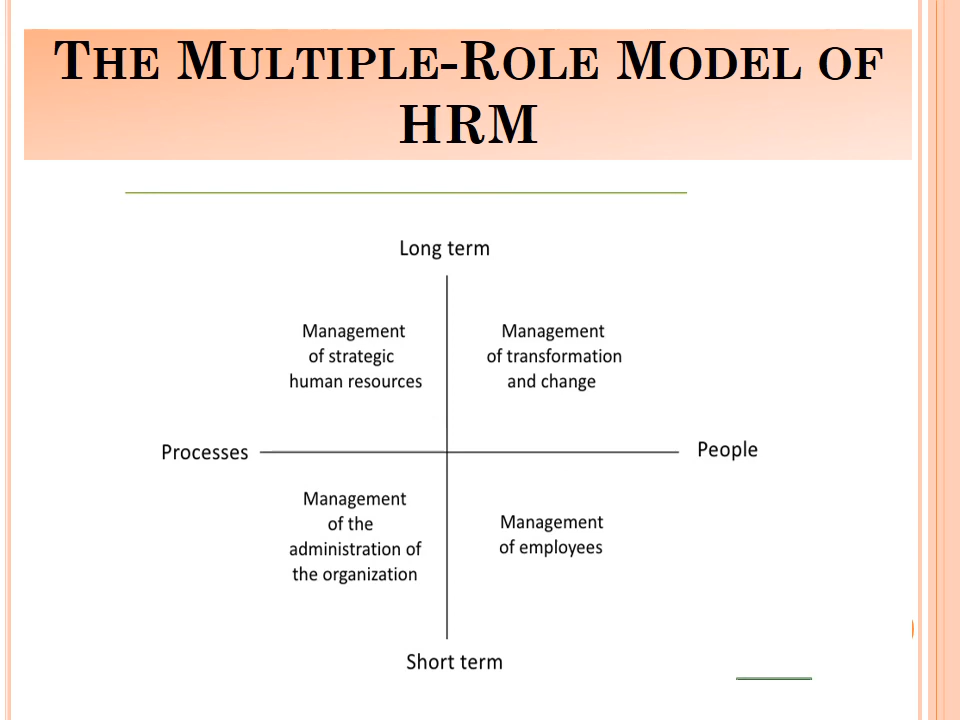 THE MULTIPLE-ROLE MODEL OF
HRM
Long term
Management
of strategic
human resources
Management
of transformation
and change
Processes
People
Management
of the
administration of
the organization
Management
of employees
Short term